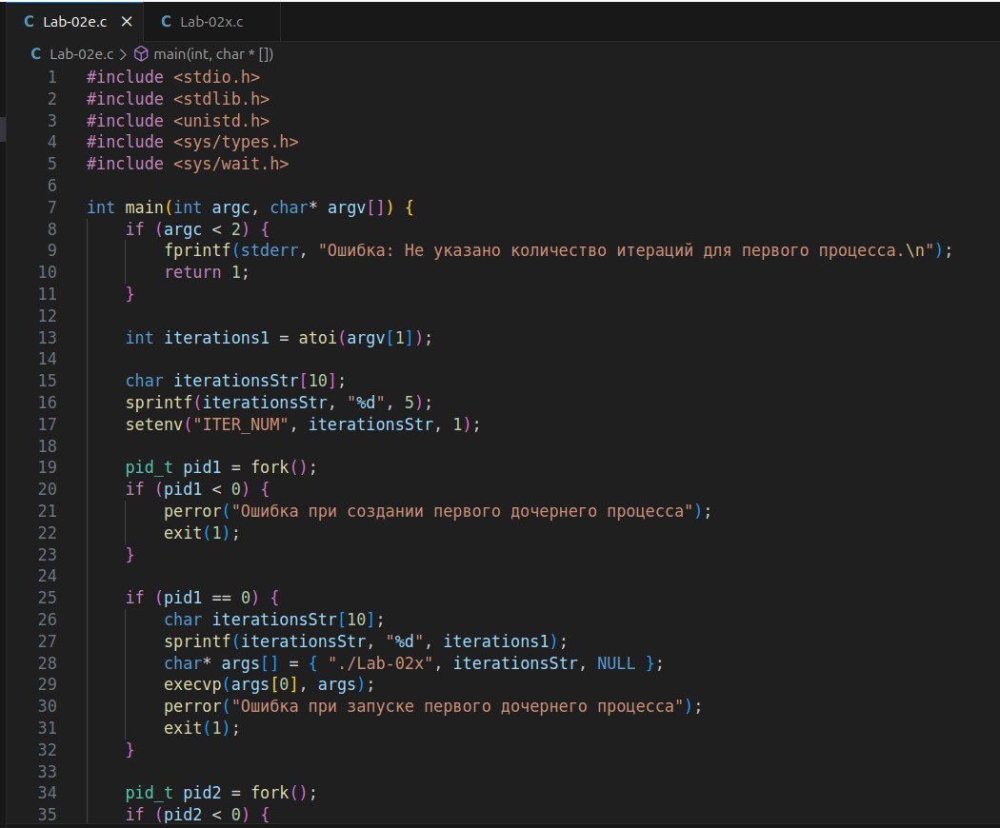 C Lab-02e.c × C Lab-02x.c
C Lab-02e.c > main(int, char * [])
1 #include <stdio.h>
2 #include <stdlib.h>
3 #include <unistd.h>
4 #include <sys/types.h>
5 #include <sys/wait.h>
6
7 int main(int argc, char* argv[]) {
8     if (argc < 2) {
9         fprintf(stderr, "Ошибка: Не указано количество итераций для первого процесса.\n");
10         return 1;
11     }
12
13     int iterations1 = atoi(argv[1]);
14
15     char iterationsStr[10];
16     sprintf(iterationsStr, "%d", 5);
17     setenv("ITER_NUM", iterationsStr, 1);
18
19     pid_t pid1 = fork();
20     if (pid1 < 0) {
21         perror("Ошибка при создании первого дочернего процесса");
22         exit(1);
23     }
24
25     if (pid1 == 0) {
26         char iterationsStr[10];
27         sprintf(iterationsStr, "%d", iterations1);
28         char* args[] = { "./Lab-02x", iterationsStr, NULL };
29         execvp(args[0], args);
30         perror("Ошибка при запуске первого дочернего процесса");
31         exit(1);
32     }
33
34     pid_t pid2 = fork();
35     if (pid2 < 0) {